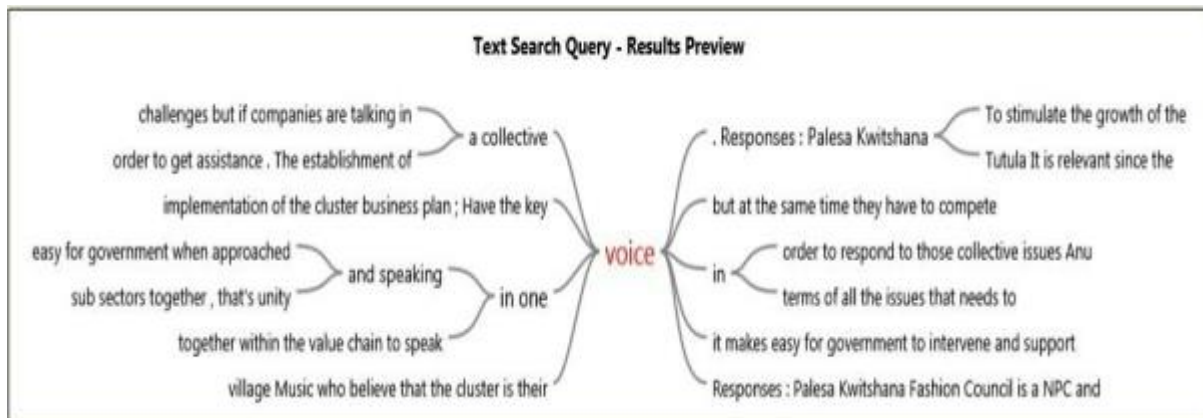 Text Search Query - Results Preview
challenges but if companies are talking in
order to get assistance . The establishment of
a collective
implementation of the cluster business plan ; Have the key
easy for government when approached
sub sectors together , that's unity
and speaking
together within the value chain to speak
in one
village Music who believe that the cluster is their
voice
. Responses : Palesa Kwitshana
To stimulate the growth of the
Tutula It is relevant since the
but at the same time they have to compete
in
order to respond to those collective issues Anu
terms of all the issues that needs to
it makes easy for government to intervene and support
Responses : Palesa Kwitshana Fashion Council is a NPC and